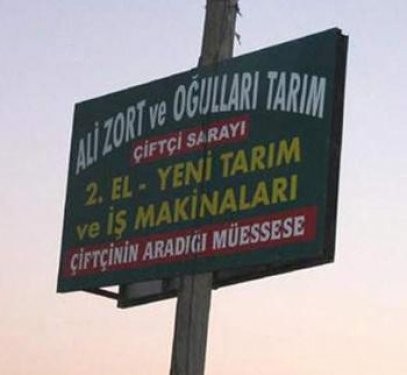 ALİ ZORT ve OĞULLARI TARIM
ÇİFTÇİ SARAYI
2. EL - YENİ TARIM
ve İŞ MAKİNALARI
ÇİFTÇİNİN ARADIĞI MÜESSESE